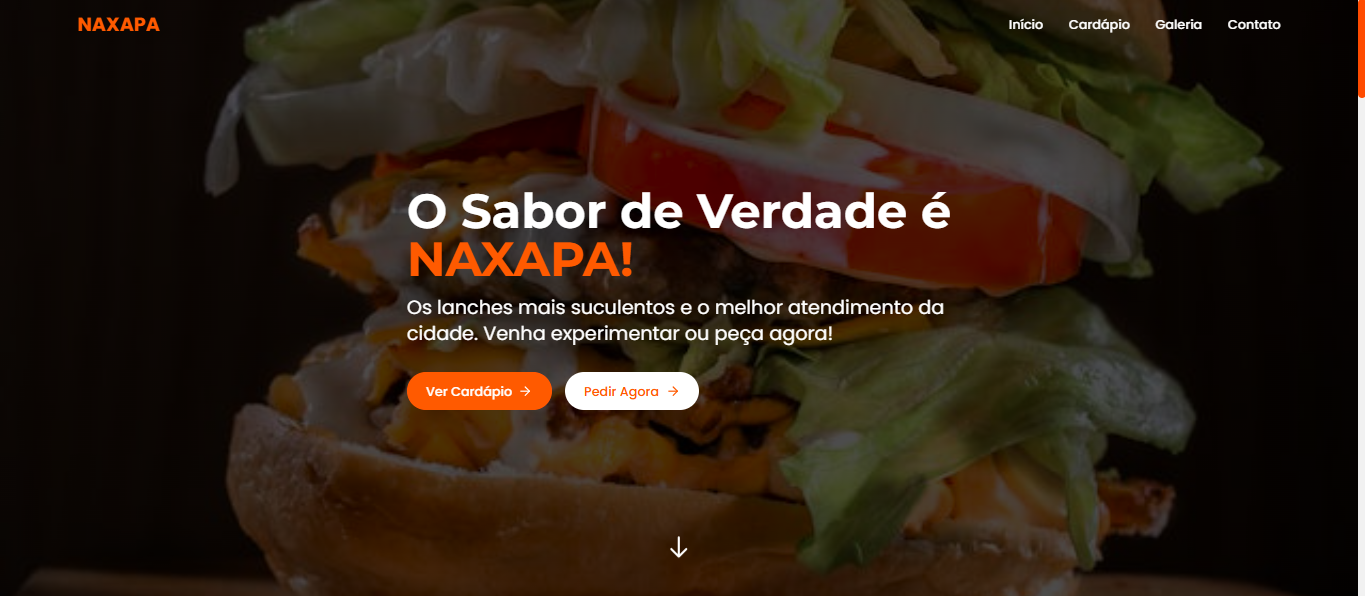 NAXAPA
Início Cardápio Galeria Contato
O Sabor de Verdade é
NAXAPA!
Os lanches mais suculentos e o melhor atendimento da
cidade. Venha experimentar ou peça agora!
Ver Cardápio → Pedir Agora →